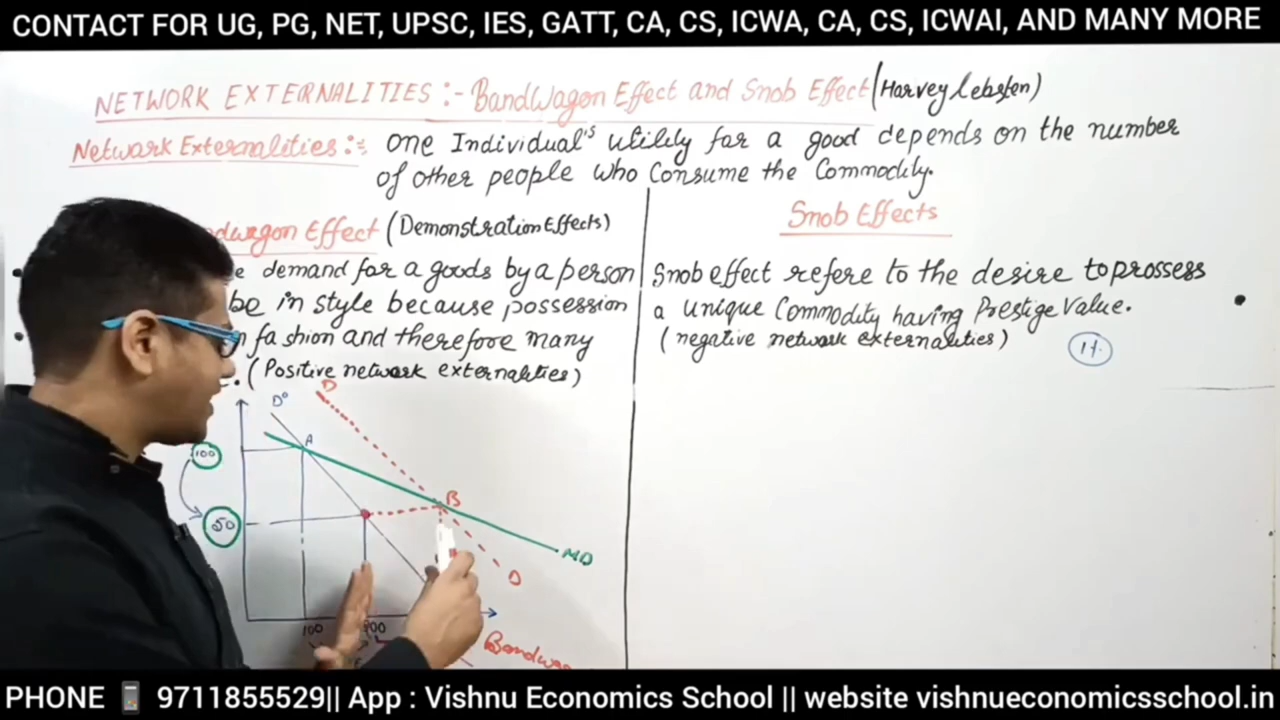 CONTACT FOR UG, PG, NET, UPSC, IES, GATT, CA, CS, ICWA, CA, CS, ICWAI, AND MANY MORE
NETWORK EXTERNALITIES :- BandWagon Effect and Snob Effect (Harvey Lebsten)
Network Externalities :- One Individual's utility for a good depends on the number
of other people who Consume the Commodity.
dwagon Effect (Demonstration Effects)
e demand for a goods by a person
be in style because possession
n fashion and therefore many
. (Positive network externalities)
Snob Effects
Snob effect refere to the desire to prossess
a unique Commodity having Prestige Value.
(negative network externalities)
D
D°
100
A
B
50
MD
D
100
Bandwa
PHONE 9711855529|| App : Vishnu Economics School || website vishnueconomicsschool.in